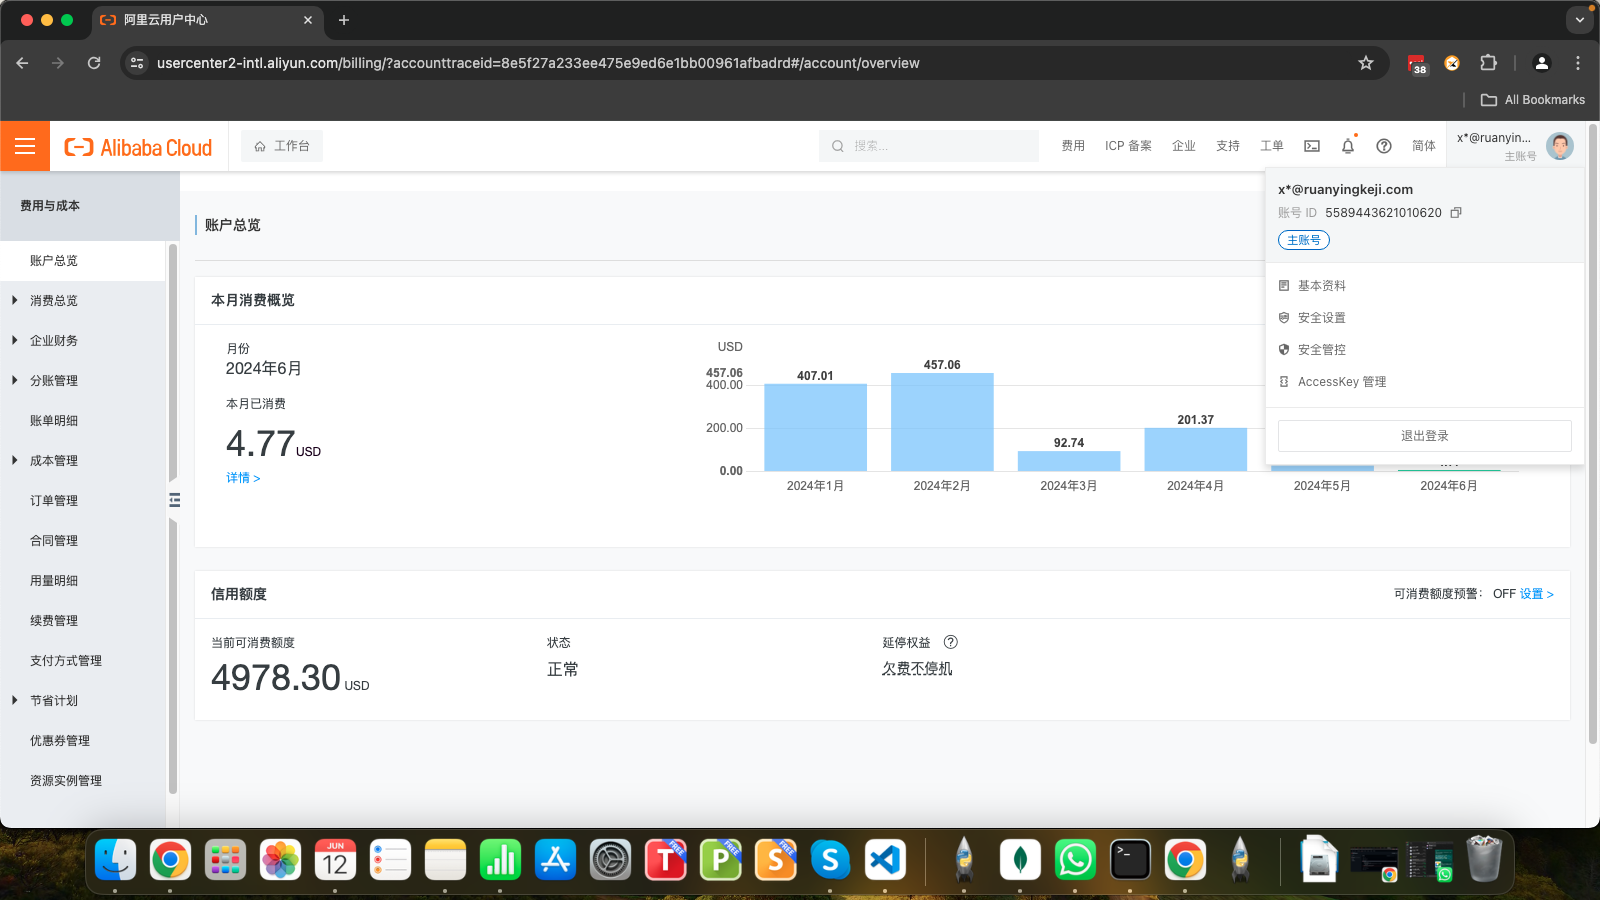 阿里云用户中心
usercenter2-intl.aliyun.com/billing/?accounttraceid=8e5f27a233ee475e9ed6e1bb00961afbadrd#/account/overview
38
All Bookmarks
Alibaba Cloud
工作台
搜索...
费用
ICP 备案
企业
支持
工单
简体
x*@ruanyin...
主账号
x*@ruanyingkeji.com
账号 ID 5589443621010620
主账号
基本资料
安全设置
安全管控
AccessKey 管理
退出登录
费用与成本
账户总览
消费总览
企业财务
分账管理
账单明细
成本管理
订单管理
合同管理
用量明细
续费管理
支付方式管理
节省计划
优惠券管理
资源实例管理
账户总览
本月消费概览
月份
2024年6月
本月已消费
4.77 USD
详情 >
USD
457.06
400.00
200.00
0.00
407.01
457.06
92.74
201.37
2024年1月
2024年2月
2024年3月
2024年4月
2024年5月
2024年6月
信用额度
可消费额度预警： OFF 设置 >
当前可消费额度
4978.30 USD
状态
正常
延停权益
欠费不停机
JUN
12
T
FREE
P
FREE
S
FREE
S
>_